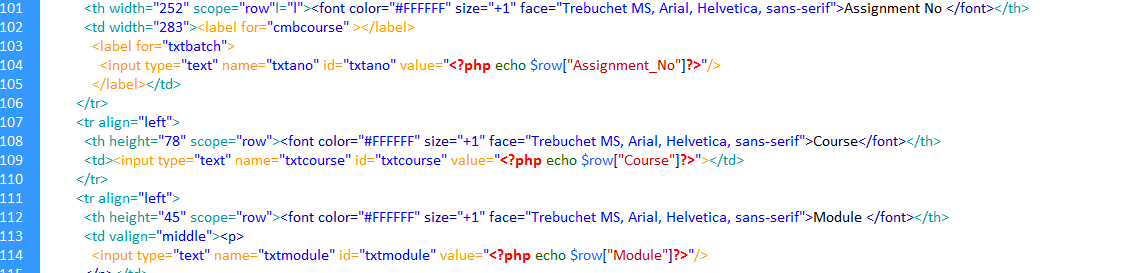 101 <th width="252" scope="row"l="l"><font color="#FFFFFF" size="+1" face="Trebuchet MS, Arial, Helvetica, sans-serif">Assignment No </font></th>
102 <td width="283"><label for="cmbcourse" ></label>
103 <label for="txtbatch">
104 <input type="text" name="txtano" id="txtano" value="<?php echo $row["Assignment_No"]?>"/>
105 </label></td>
106 </tr>
107 <tr align="left">
108 <th height="78" scope="row"><font color="#FFFFFF" size="+1" face="Trebuchet MS, Arial, Helvetica, sans-serif">Course</font></th>
109 <td><input type="text" name="txtcourse" id="txtcourse" value="<?php echo $row["Course"]?>"></td>
110 </tr>
111 <tr align="left">
112 <th height="45" scope="row"><font color="#FFFFFF" size="+1" face="Trebuchet MS, Arial, Helvetica, sans-serif">Module </font></th>
113 <td valign="middle"><p>
114 <input type="text" name="txtmodule" id="txtmodule" value="<?php echo $row["Module"]?>"/>
115 </p></td>